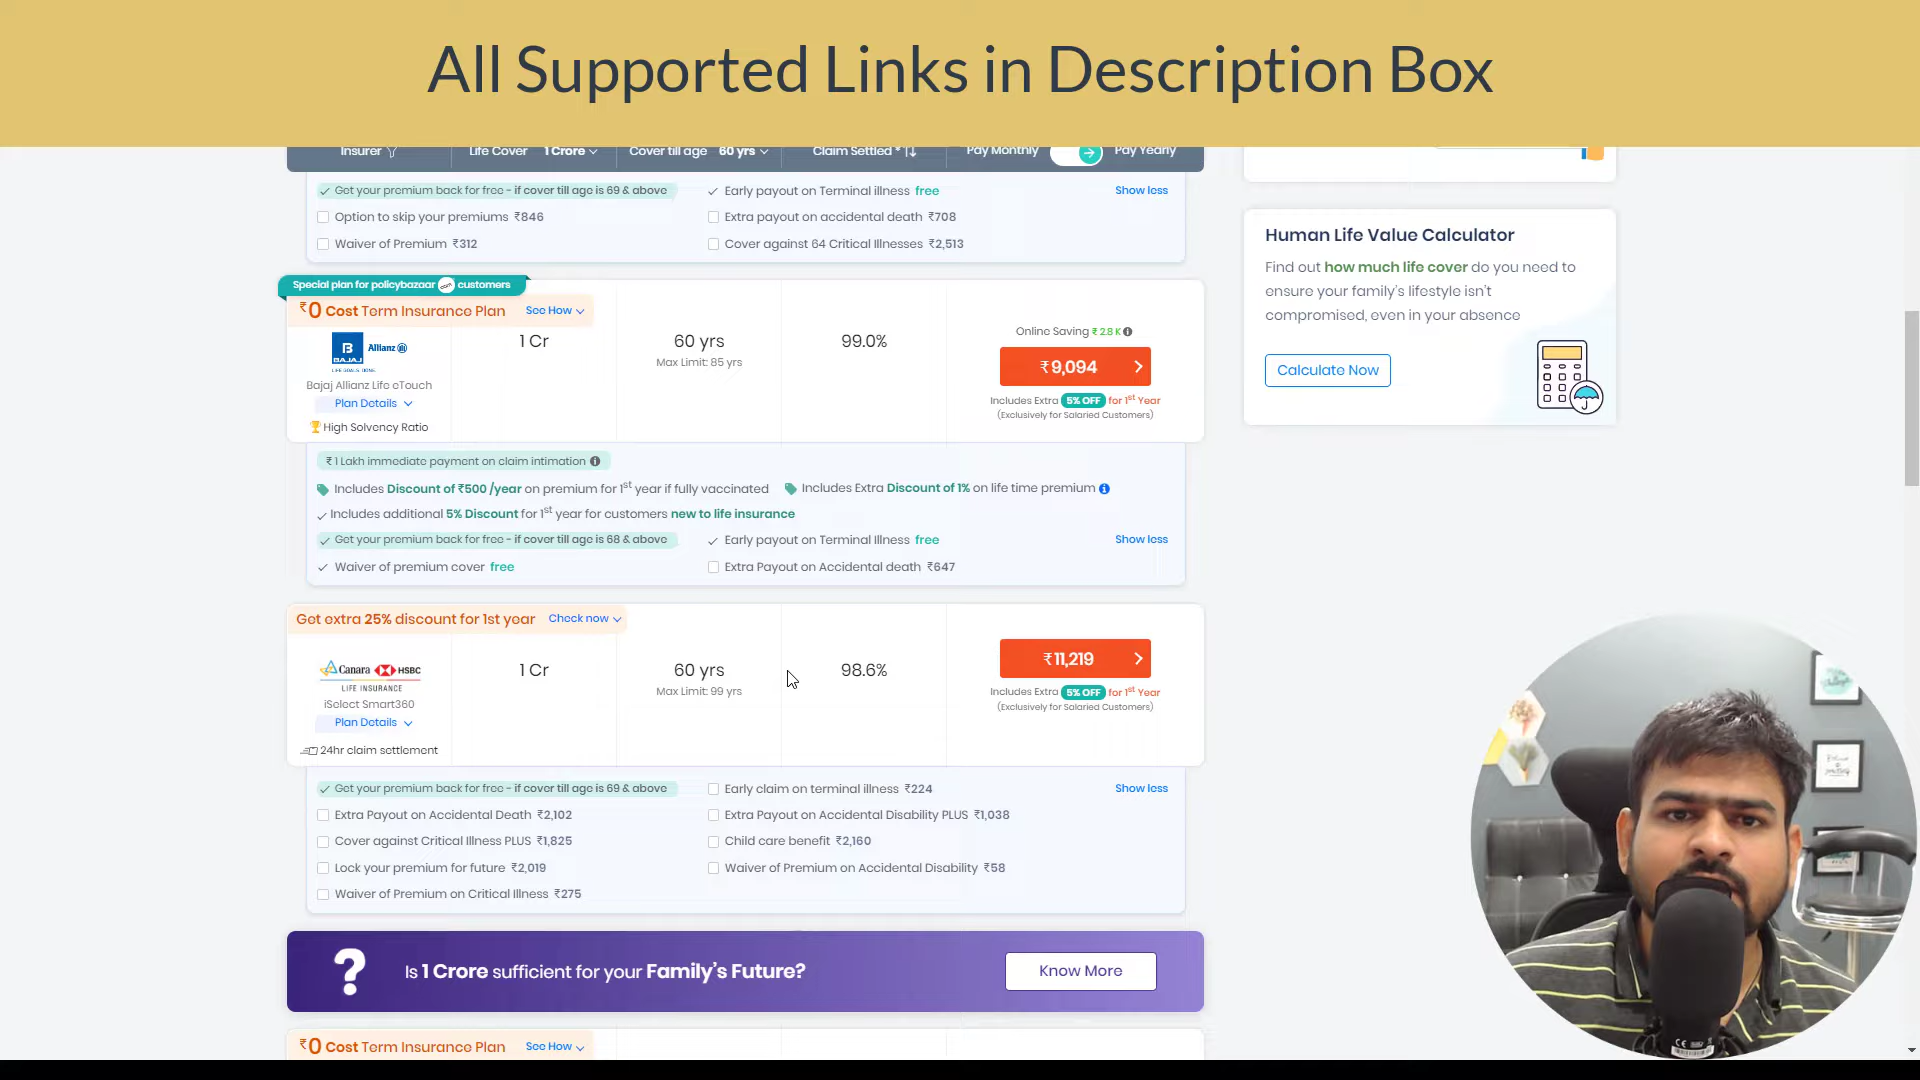 All Supported Links in Description Box
Insurer
Life Cover 1 Crore
Cover till age 60 yrs
Claim Settled *
Pay Monthly
Pay Yearly
Get your premium back for free - if cover till age is 69 & above
Early payout on Terminal illness free
Show less
Option to skip your premiums ₹846
Extra payout on accidental death ₹708
Waiver of Premium ₹312
Cover against 64 Critical Illnesses ₹2,513
Human Life Value Calculator
Find out how much life cover do you need to
ensure your family's lifestyle isn't
compromised, even in your absence
Calculate Now
Special plan for policybazaar .com customers
₹0 Cost Term Insurance Plan See How
BAJAJ Allianz
Bajaj Allianz Life eTouch
Plan Details
High Solvency Ratio
1 Cr
60 yrs
Max Limit: 85 yrs
99.0%
Online Saving ₹ 2.8 K
₹9,094
Includes Extra 5% OFF for 1st Year
(Exclusively for Salaried Customers)
₹ 1 Lakh immediate payment on claim intimation
Includes Discount of ₹500 /year on premium for 1st year if fully vaccinated
Includes Extra Discount of 1% on life time premium
Includes additional 5% Discount for 1st year for customers new to life insurance
Get your premium back for free - if cover till age is 68 & above
Early payout on Terminal Illness free
Show less
Waiver of premium cover free
Extra Payout on Accidental death ₹647
Get extra 25% discount for 1st year Check now
Canara HSBC
LIFE INSURANCE
iSelect Smart360
Plan Details
24hr claim settlement
1 Cr
60 yrs
Max Limit: 99 yrs
98.6%
₹11,219
Includes Extra 5% OFF for 1st Year
(Exclusively for Salaried Customers)
Get your premium back for free - if cover till age is 69 & above
Early claim on terminal illness ₹224
Show less
Extra Payout on Accidental Death ₹2,102
Extra Payout on Accidental Disability PLUS ₹1,038
Cover against Critical Illness PLUS ₹1,825
Child care benefit ₹2,160
Lock your premium for future ₹2,019
Waiver of Premium on Accidental Disability ₹58
Waiver of Premium on Critical Illness ₹275
? Is 1 Crore sufficient for your Family's Future?
Know More
₹0 Cost Term Insurance Plan See How